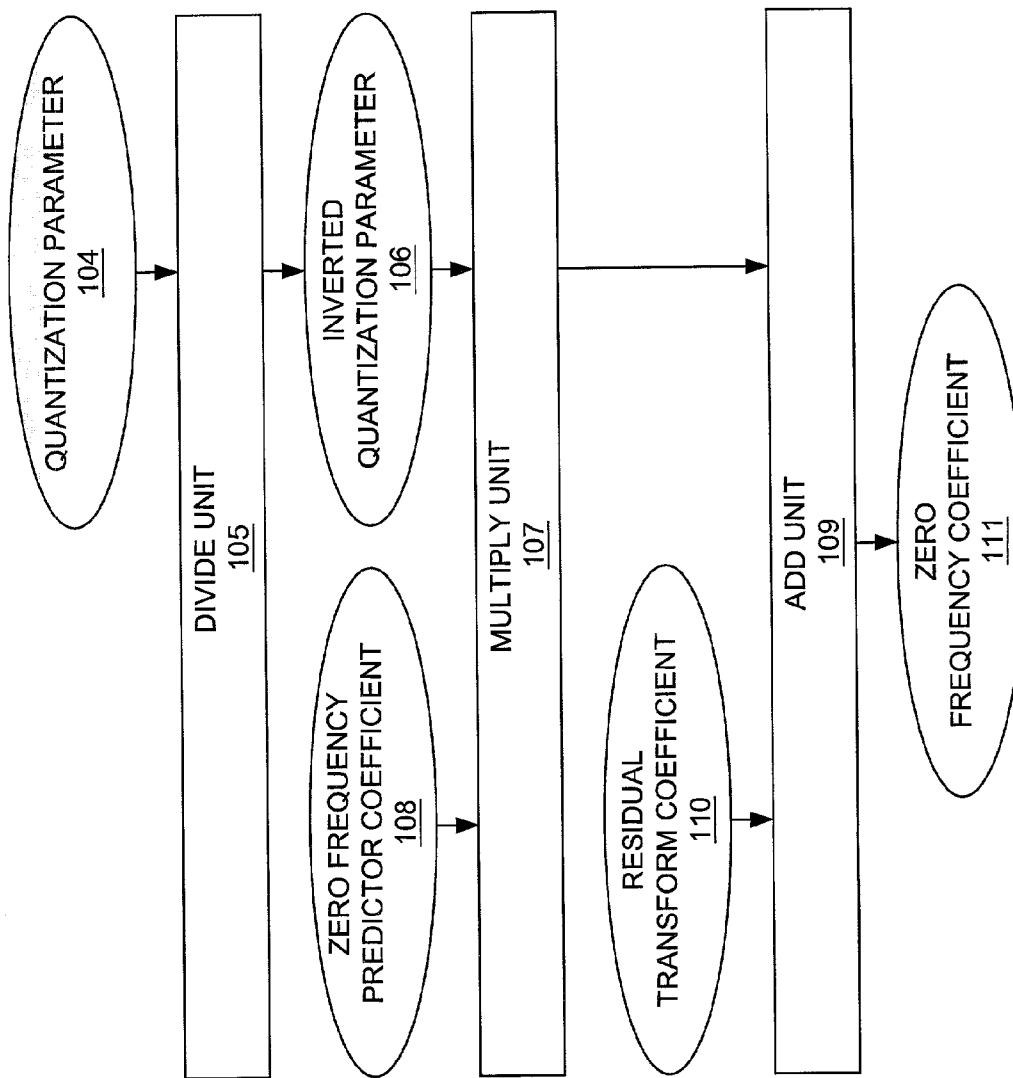 QUANTIZATION PARAMETER
104
DIVIDE UNIT
105
INVERTED
QUANTIZATION PARAMETER
106
ZERO FREQUENCY
PREDICTOR COEFFICIENT
108
MULTIPLY UNIT
107
RESIDUAL
TRANSFORM COEFFICIENT
110
ADD UNIT
109
ZERO
FREQUENCY COEFFICIENT
111